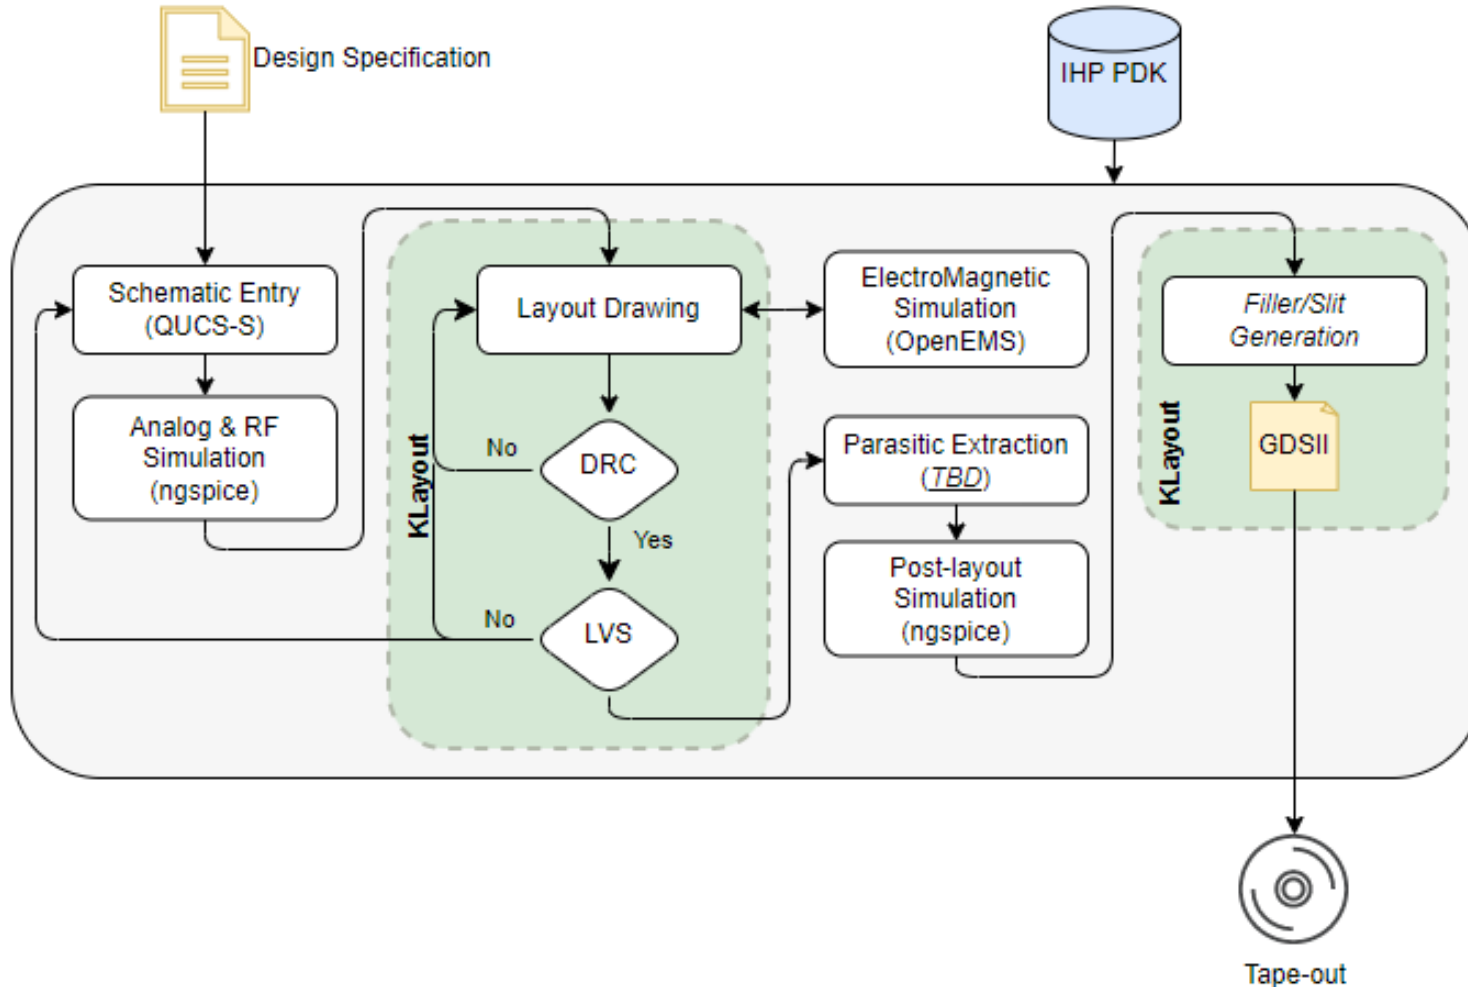 Design Specification
IHP PDK
Schematic Entry
(QUCS-S)
Analog & RF
Simulation
(ngspice)
KLayout
Layout Drawing
DRC
No
Yes
LVS
No
ElectroMagnetic
Simulation
(OpenEMS)
Parasitic Extraction
(TBD)
Post-layout
Simulation
(ngspice)
KLayout
Filler/Slit
Generation
GDSII
Tape-out